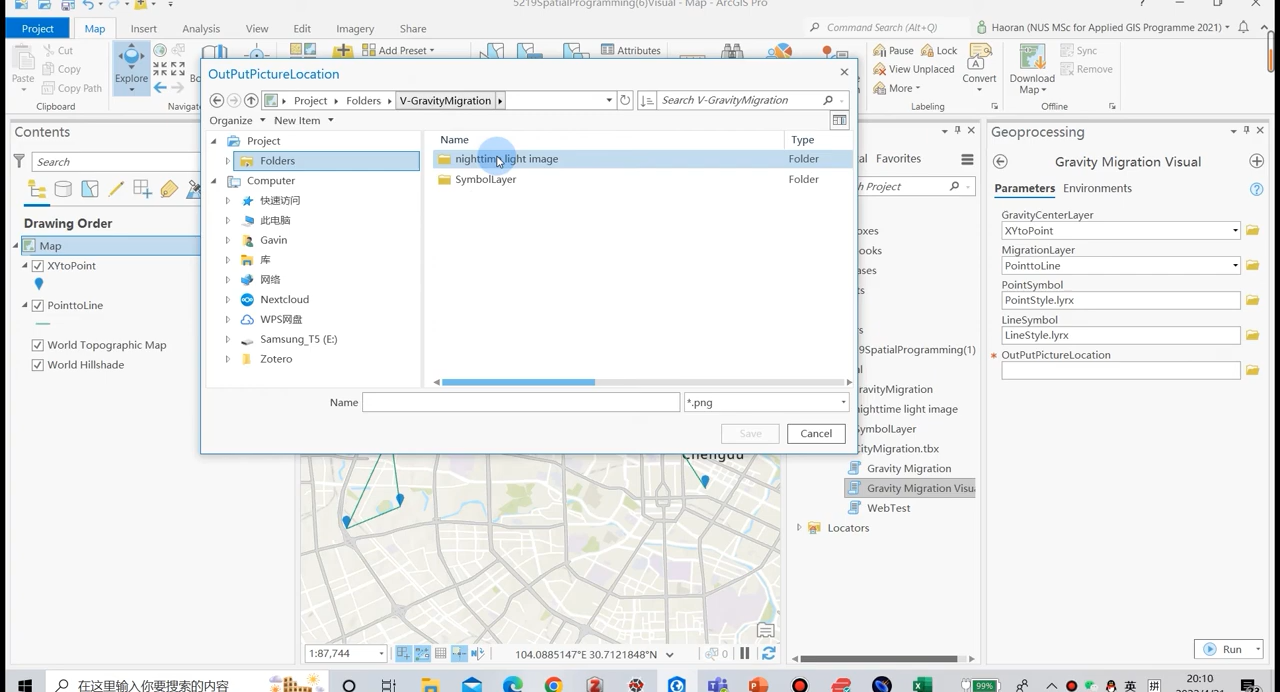 5219SpatialProgramming(6)Visual - Map - ArcGIS Pro
Project Map Insert Analysis View Edit Imagery Share
Command Search (Alt+Q)
Haoran (NUS MSc for Applied GIS Programme 2021)
Paste
Cut
Copy
Copy Path
Clipboard
Explore
Add Preset
Attributes
Pause Lock
View Unplaced
More
Labeling
Convert
Download
Map
Sync
Remove
Offline
Contents
Search
Drawing Order
Map
XYtoPoint
PointtoLine
World Topographic Map
World Hillshade
OutPutPictureLocation
Project Folders V-GravityMigration
Search V-GravityMigration
Organize New Item
Project
Folders
Computer
快速访问
此电脑
Gavin
库
网络
Nextcloud
WPS网盘
Samsung_T5 (E:)
Zotero
Name Type
nighttime light image Folder
SymbolLayer Folder
Name *.png
Save Cancel
Favorites
GravityMigration
nighttime light image
SymbolLayer
CityMigration.tbx
Gravity Migration
Gravity Migration Visu
WebTest
Locators
Geoprocessing
Gravity Migration Visual
Parameters Environments
GravityCenterLayer
XYtoPoint
MigrationLayer
PointtoLine
PointSymbol
PointStyle.lyrx
LineSymbol
LineStyle.lyrx
* OutPutPictureLocation
Run
Chengdu
1:87,744
104.0885147°E 30.7121848°N
0
在这里输入你要搜索的内容
99%
英
拼
20:10